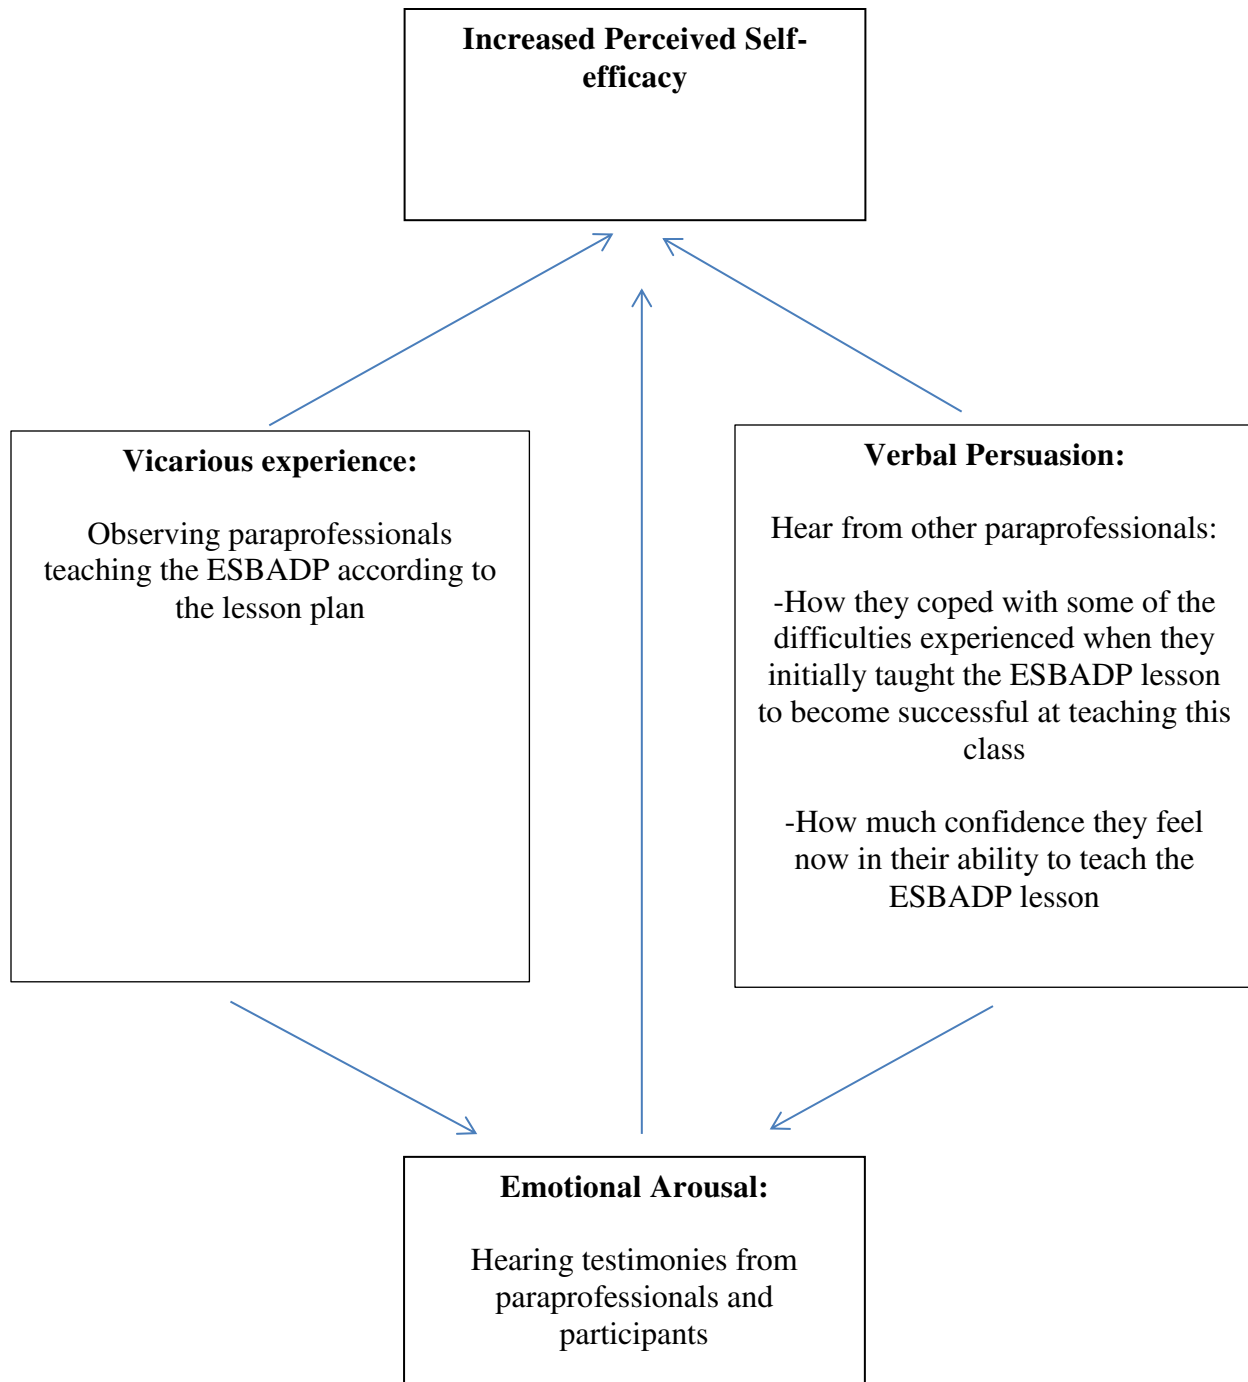 Increased Perceived Self-
efficacy
Vicarious experience:
Observing paraprofessionals
teaching the ESBADP according to
the lesson plan
Verbal Persuasion:
Hear from other paraprofessionals:
-How they coped with some of the
difficulties experienced when they
initially taught the ESBADP lesson
to become successful at teaching this
class
-How much confidence they feel
now in their ability to teach the
ESBADP lesson
Emotional Arousal:
Hearing testimonies from
paraprofessionals and
participants